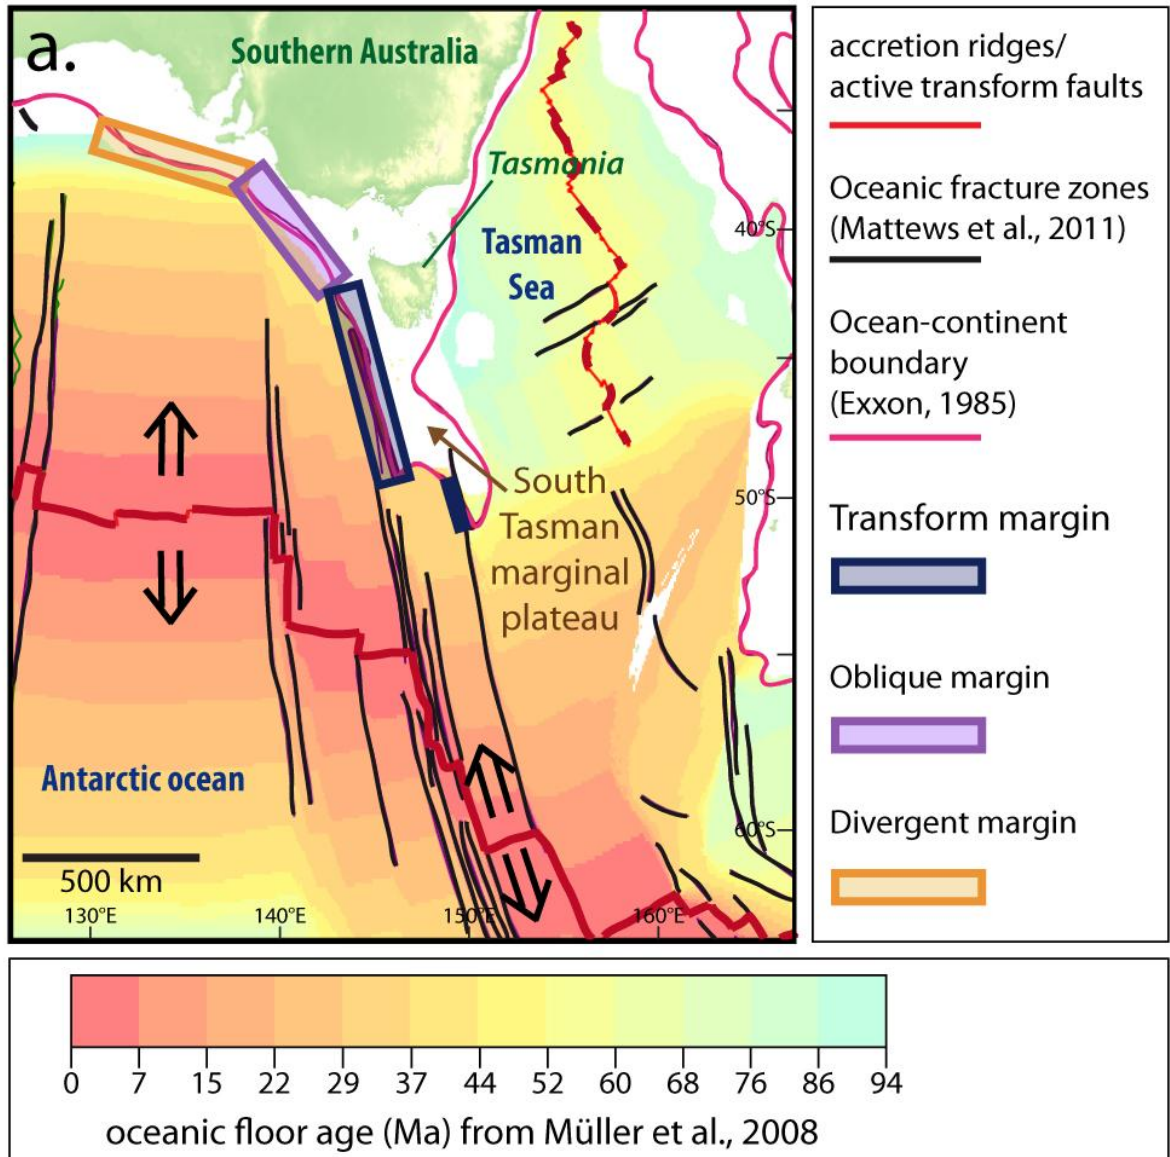 a.
Southern Australia
Tasmania
Tasman
Sea
40°S
50°S
South
Tasman
marginal
plateau
Antarctic ocean
60°S
500 km
130°E
140°E
150°E
160°E
accretion ridges/
active transform faults
Oceanic fracture zones
(Mattews et al., 2011)
Ocean-continent
boundary
(Exxon, 1985)
Transform margin
Oblique margin
Divergent margin
0 7 15 22 29 37 44 52 60 68 76 86 94
oceanic floor age (Ma) from Müller et al., 2008